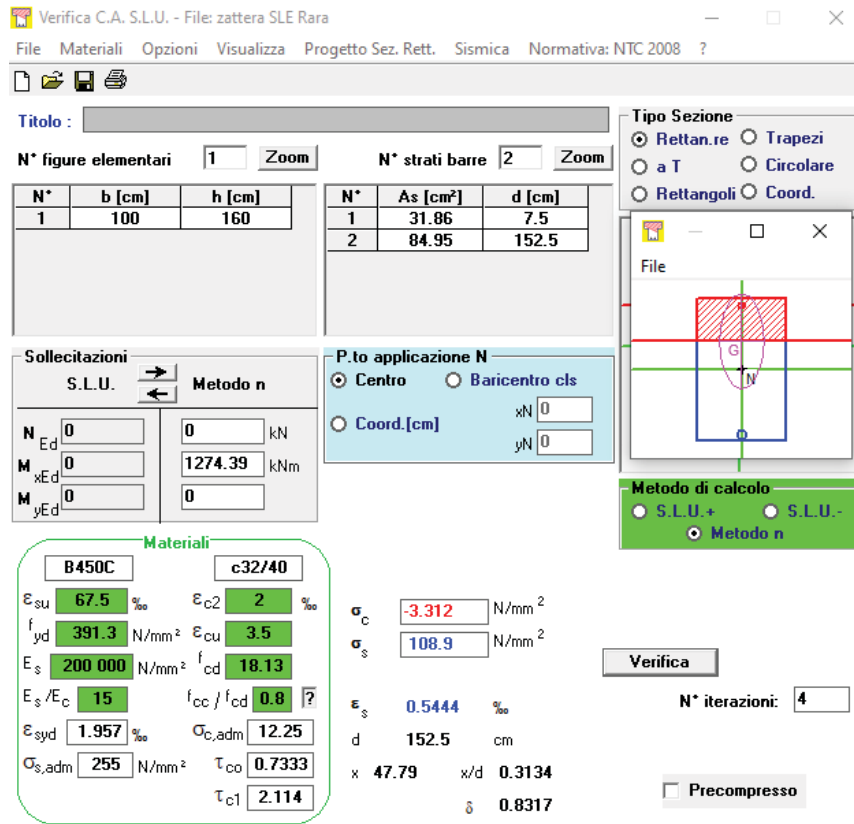 Verifica C.A. S.L.U. - File: zattera SLE Rara
File Materiali Opzioni Visualizza Progetto Sez. Rett. Sismica Normativa: NTC 2008 ?
Titolo :
N° figure elementari 1 Zoom N° strati barre 2 Zoom
N° b [cm] h [cm]
1 100 160
N° As [cm²] d [cm]
1 31.86 7.5
2 84.95 152.5
Tipo Sezione
Rettan.re Trapezi
a T Circolare
Rettangoli Coord.
File
G
N
Sollecitazioni
S.L.U. Metodo n
N Ed 0 0 kN
M xEd 0 1274.39 kNm
M yEd 0 0
P.to applicazione N
Centro Baricentro cls
Coord.[cm] xN 0
yN 0
Metodo di calcolo
S.L.U.+ S.L.U.-
Metodo n
Materiali
B450C c32/40
εsu 67.5 ‰ εc2 2 ‰
fyd 391.3 N/mm² εcu 3.5
Es 200 000 N/mm² fcd 18.13
Es/Ec 15 fcc / fcd 0.8 ?
εsyd 1.957 ‰ σc,adm 12.25
σs,adm 255 N/mm² τco 0.7333
τc1 2.114
σc -3.312 N/mm²
σs 108.9 N/mm²
εs 0.5444 ‰
d 152.5 cm
x 47.79 x/d 0.3134
δ 0.8317
Verifica
N° iterazioni: 4
Precompresso